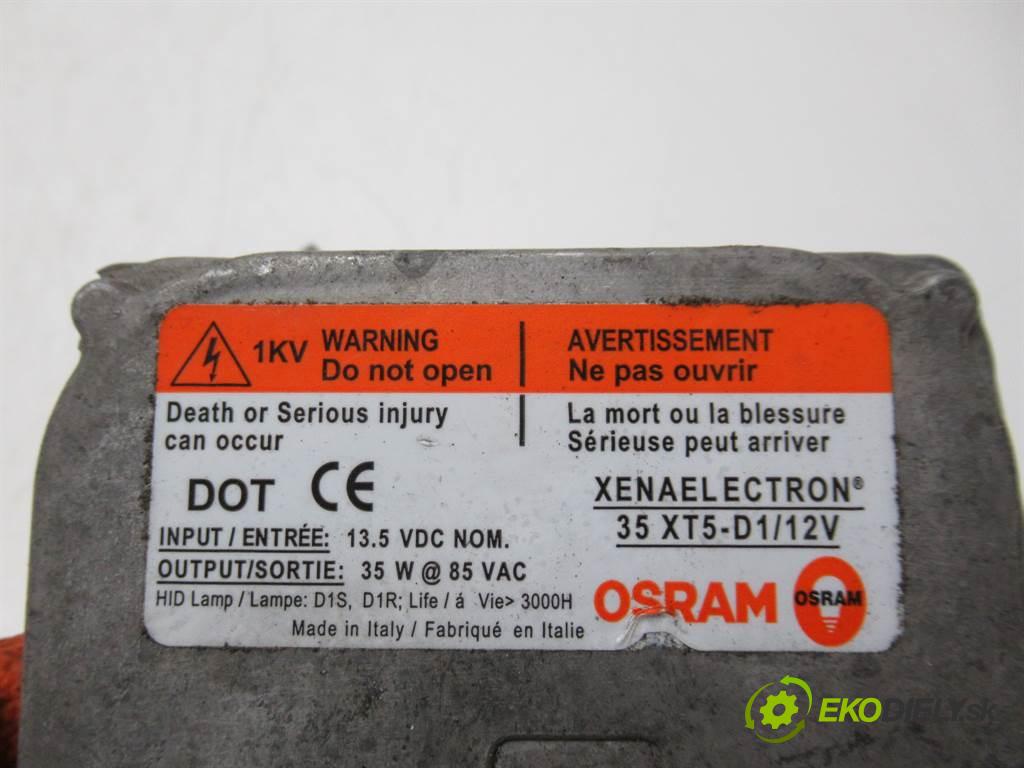 1KV
WARNING
Do not open
AVERTISSEMENT
Ne pas ouvrir
Death or Serious injury
can occur
La mort ou la blessure
Sérieuse peut arriver
DOT CE
XENAELECTRON®
35 XT5-D1/12V
INPUT / ENTRÉE: 13.5 VDC NOM.
OUTPUT/SORTIE: 35 W @ 85 VAC
HID Lamp / Lampe: D1S, D1R; Life / á Vie> 3000H
Made in Italy / Fabriqué en Italie
OSRAM
OSRAM
EKODIELY.sk